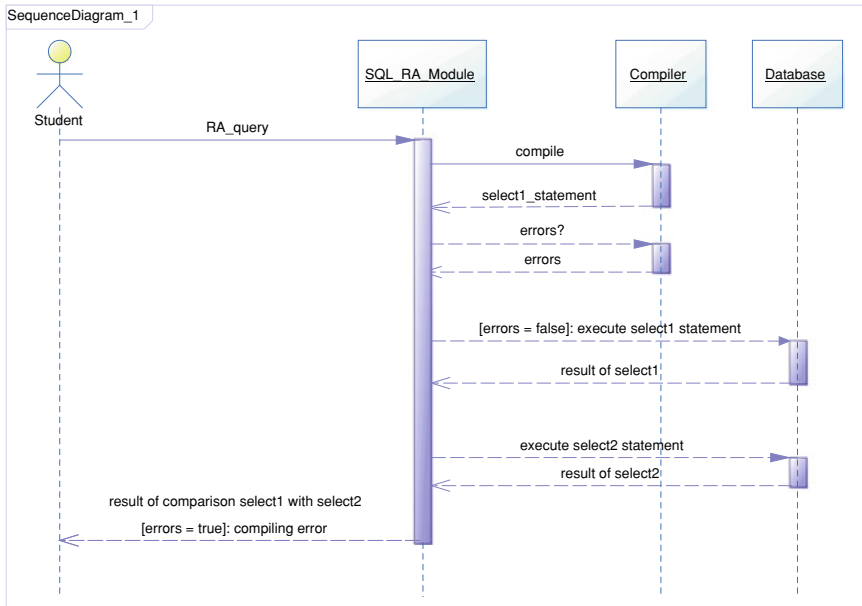 SequenceDiagram_1
SQL_RA_Module
Compiler
Database
Student
RA_query
compile
select1_statement
errors?
errors
[errors = false]: execute select1 statement
result of select1
execute select2 statement
result of select2
result of comparison select1 with select2
[errors = true]: compiling error